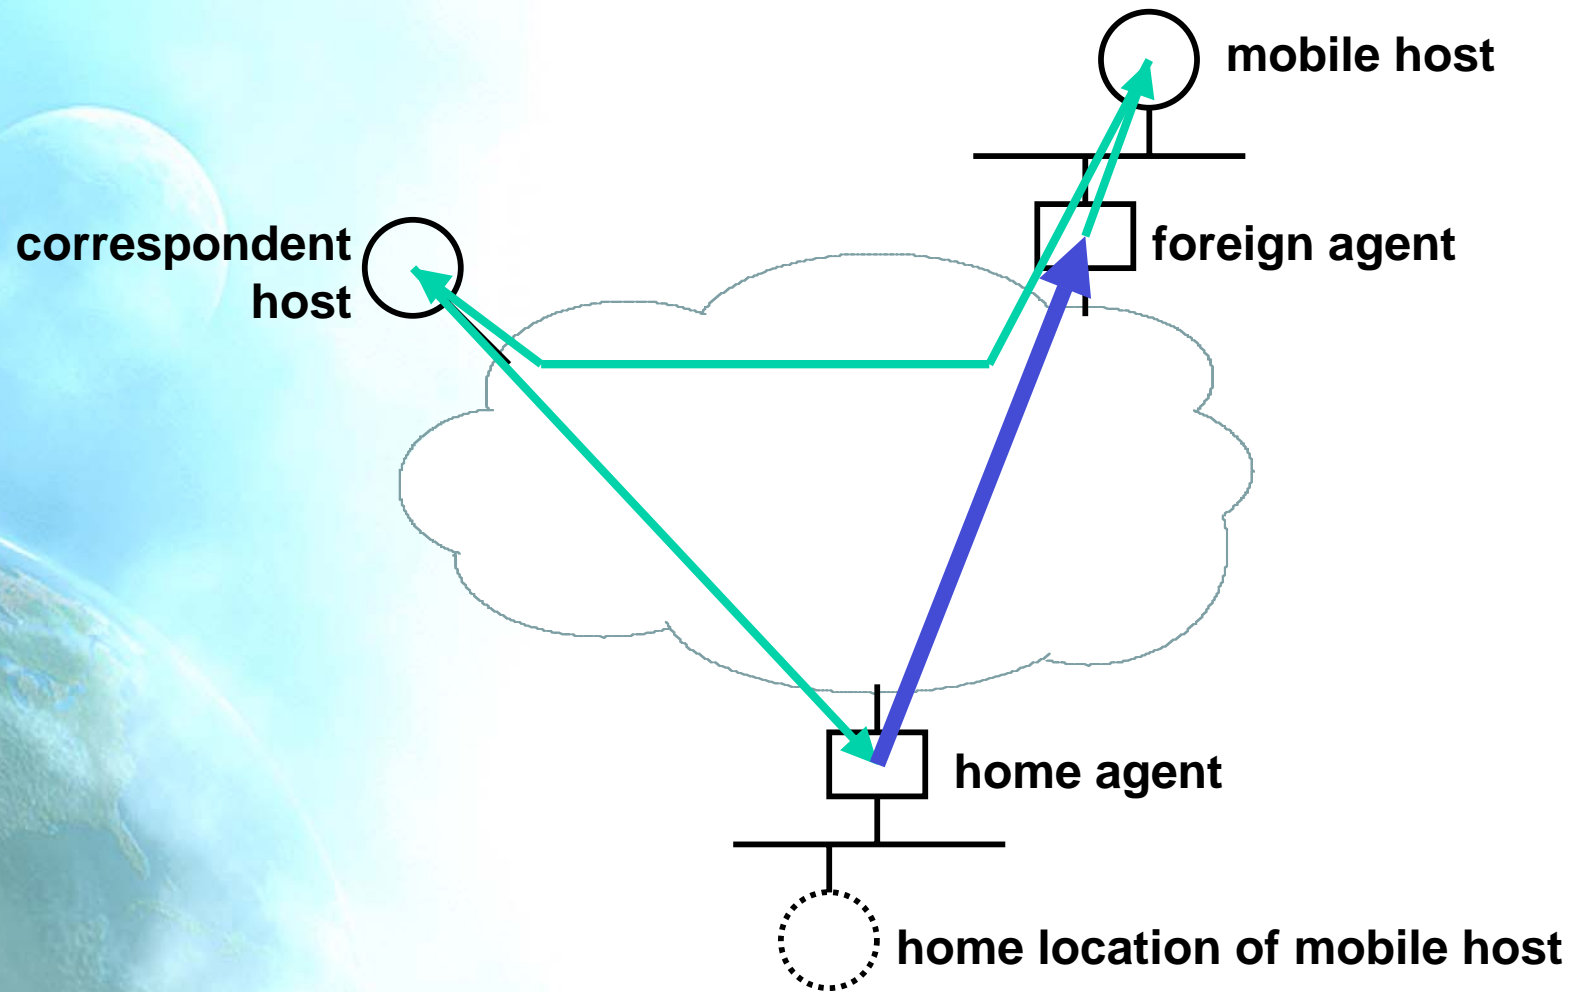 mobile host
correspondent
host
foreign agent
home agent
home location of mobile host